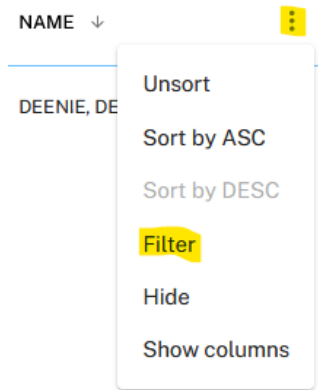 NAME ↓
Unsort
DEENIE, DE
Sort by ASC
Sort by DESC
Filter
Hide
Show columns